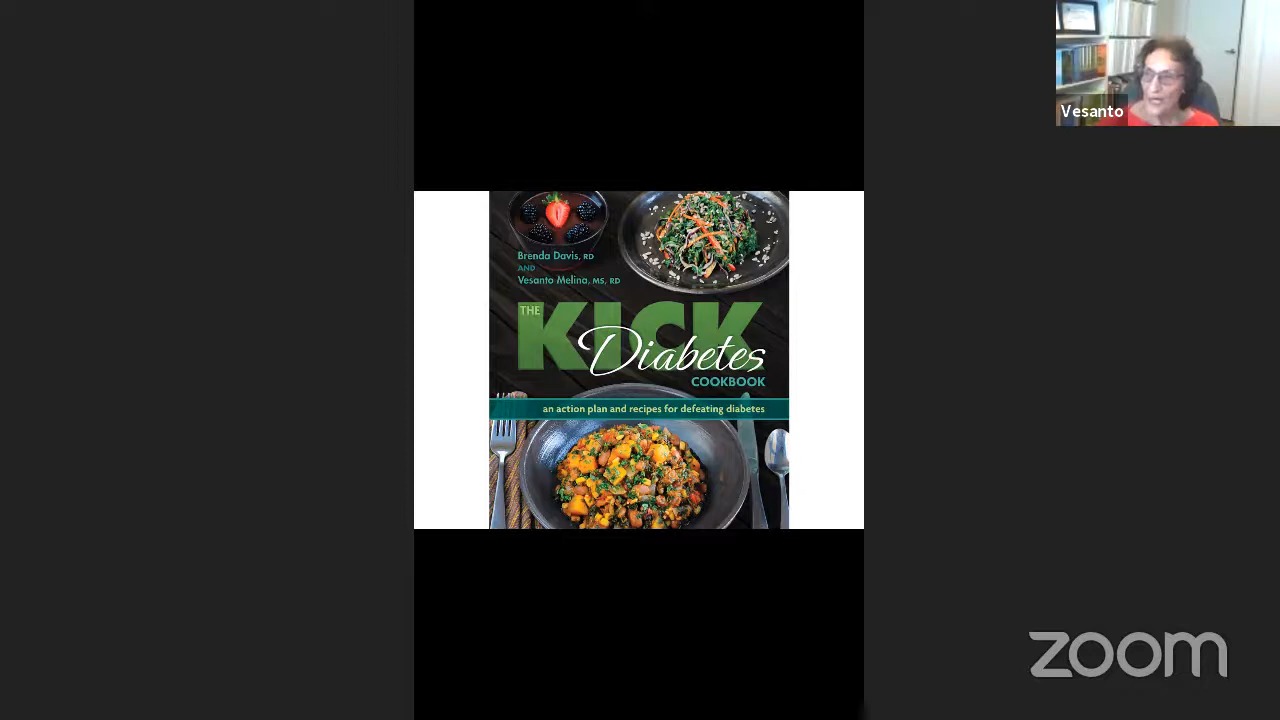 Vesanto
Brenda Davis, RD
AND
Vesanto Melina, MS, RD
THE
KICK
Diabetes
COOKBOOK
an action plan and recipes for defeating diabetes
zoom